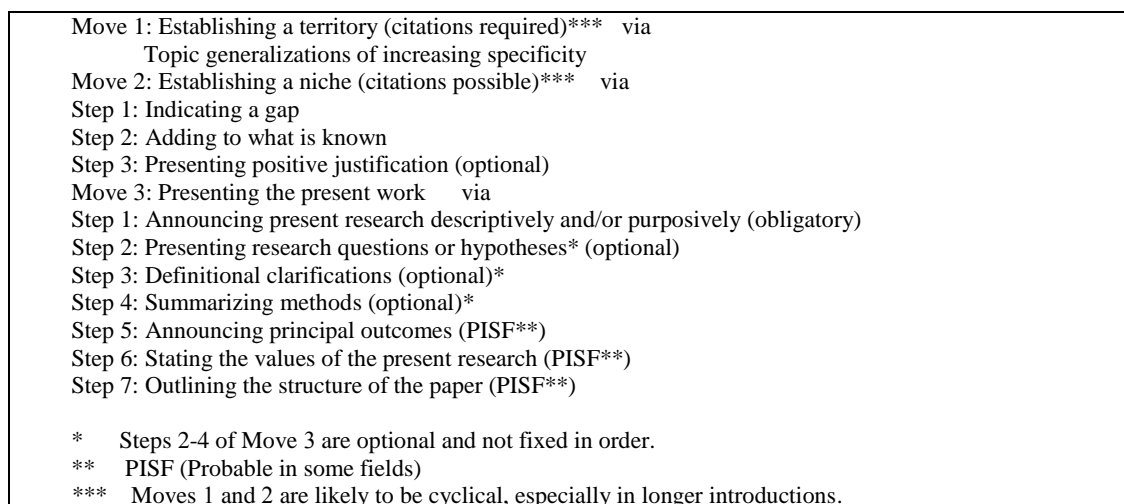 Move 1: Establishing a territory (citations required)*** via
Topic generalizations of increasing specificity
Move 2: Establishing a niche (citations possible)*** via
Step 1: Indicating a gap
Step 2: Adding to what is known
Step 3: Presenting positive justification (optional)
Move 3: Presenting the present work via
Step 1: Announcing present research descriptively and/or purposively (obligatory)
Step 2: Presenting research questions or hypotheses* (optional)
Step 3: Definitional clarifications (optional)*
Step 4: Summarizing methods (optional)*
Step 5: Announcing principal outcomes (PISF**)
Step 6: Stating the values of the present research (PISF**)
Step 7: Outlining the structure of the paper (PISF**)
* Steps 2-4 of Move 3 are optional and not fixed in order.
** PISF (Probable in some fields)
*** Moves 1 and 2 are likely to be cyclical, especially in longer introductions.